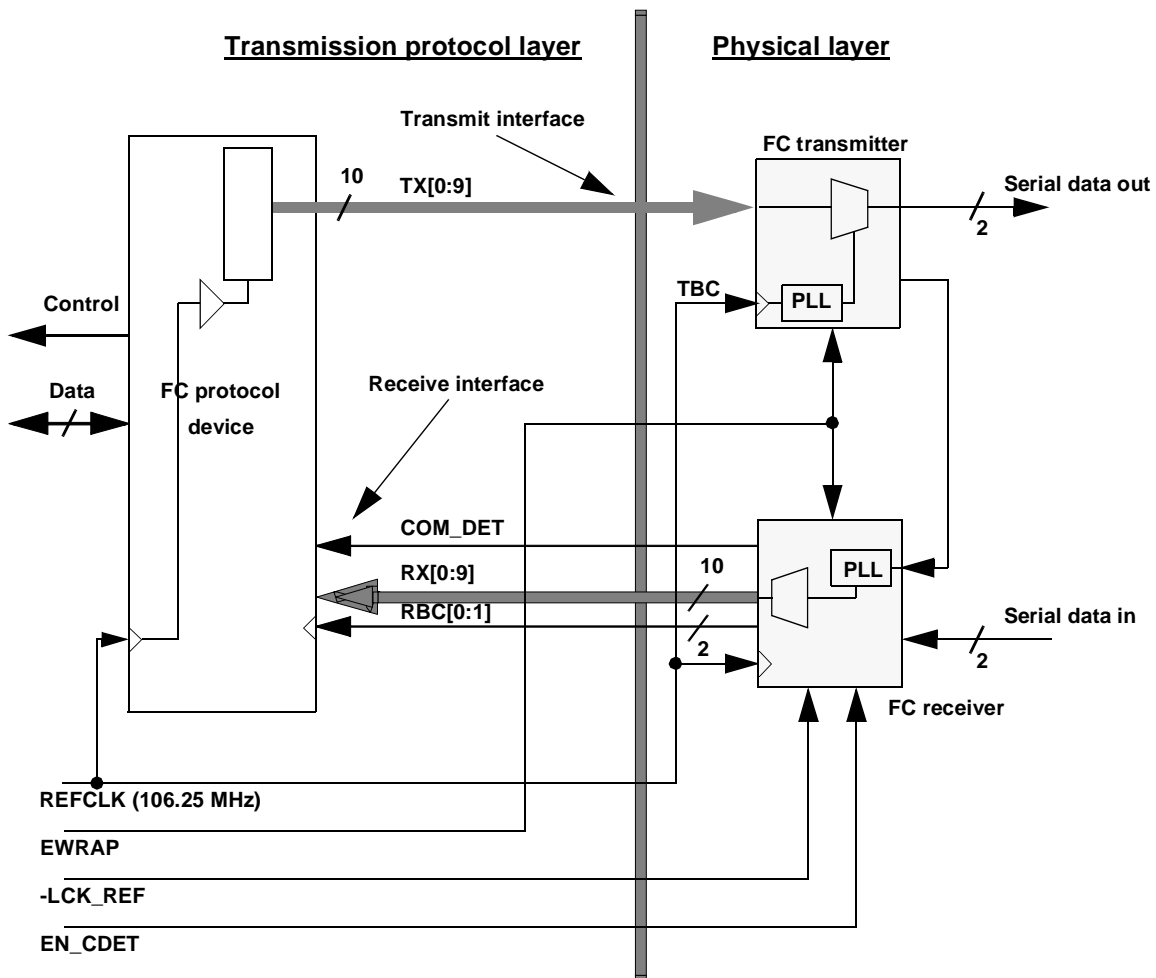 Transmission protocol layer
Physical layer
Transmit interface
FC transmitter
10
TX[0:9]
Serial data out
2
TBC
PLL
Control
Receive interface
Data
FC protocol
device
COM_DET
RX[0:9]
10
PLL
RBC[0:1]
2
Serial data in
2
FC receiver
REFCLK (106.25 MHz)
EWRAP
-LCK_REF
EN_CDET